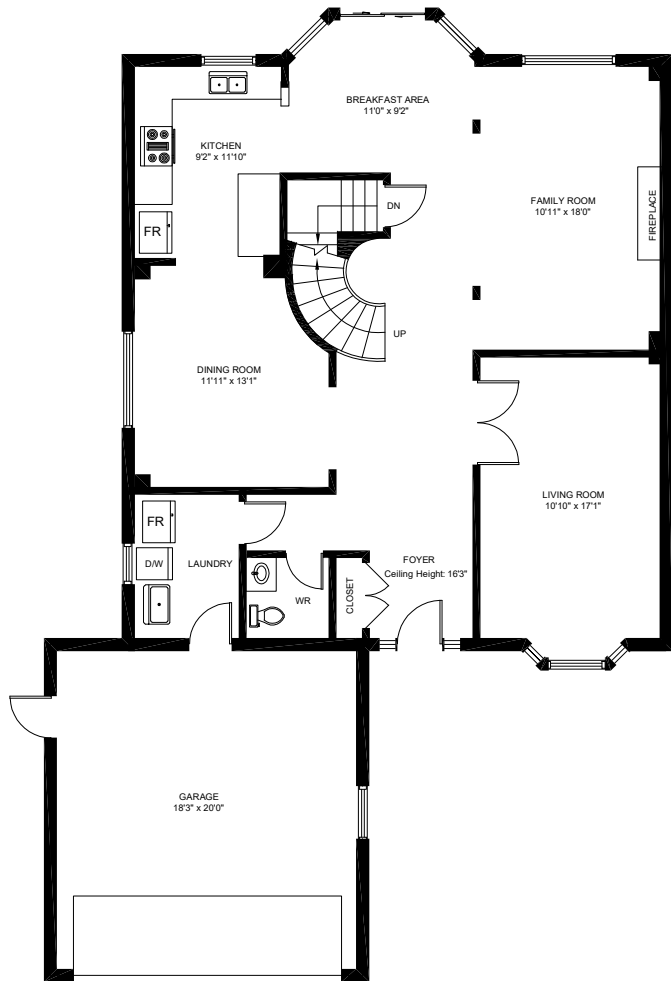 BREAKFAST AREA
11'0" x 9'2"
KITCHEN
9'2" x 11'10"
FAMILY ROOM
10'11" x 18'0"
FIREPLACE
DN
FR
UP
DINING ROOM
11'11" x 13'1"
LIVING ROOM
10'10" x 17'1"
FR
D/W
LAUNDRY
WR
CLOSET
FOYER
Ceiling Height: 16'3"
GARAGE
18'3" x 20'0"